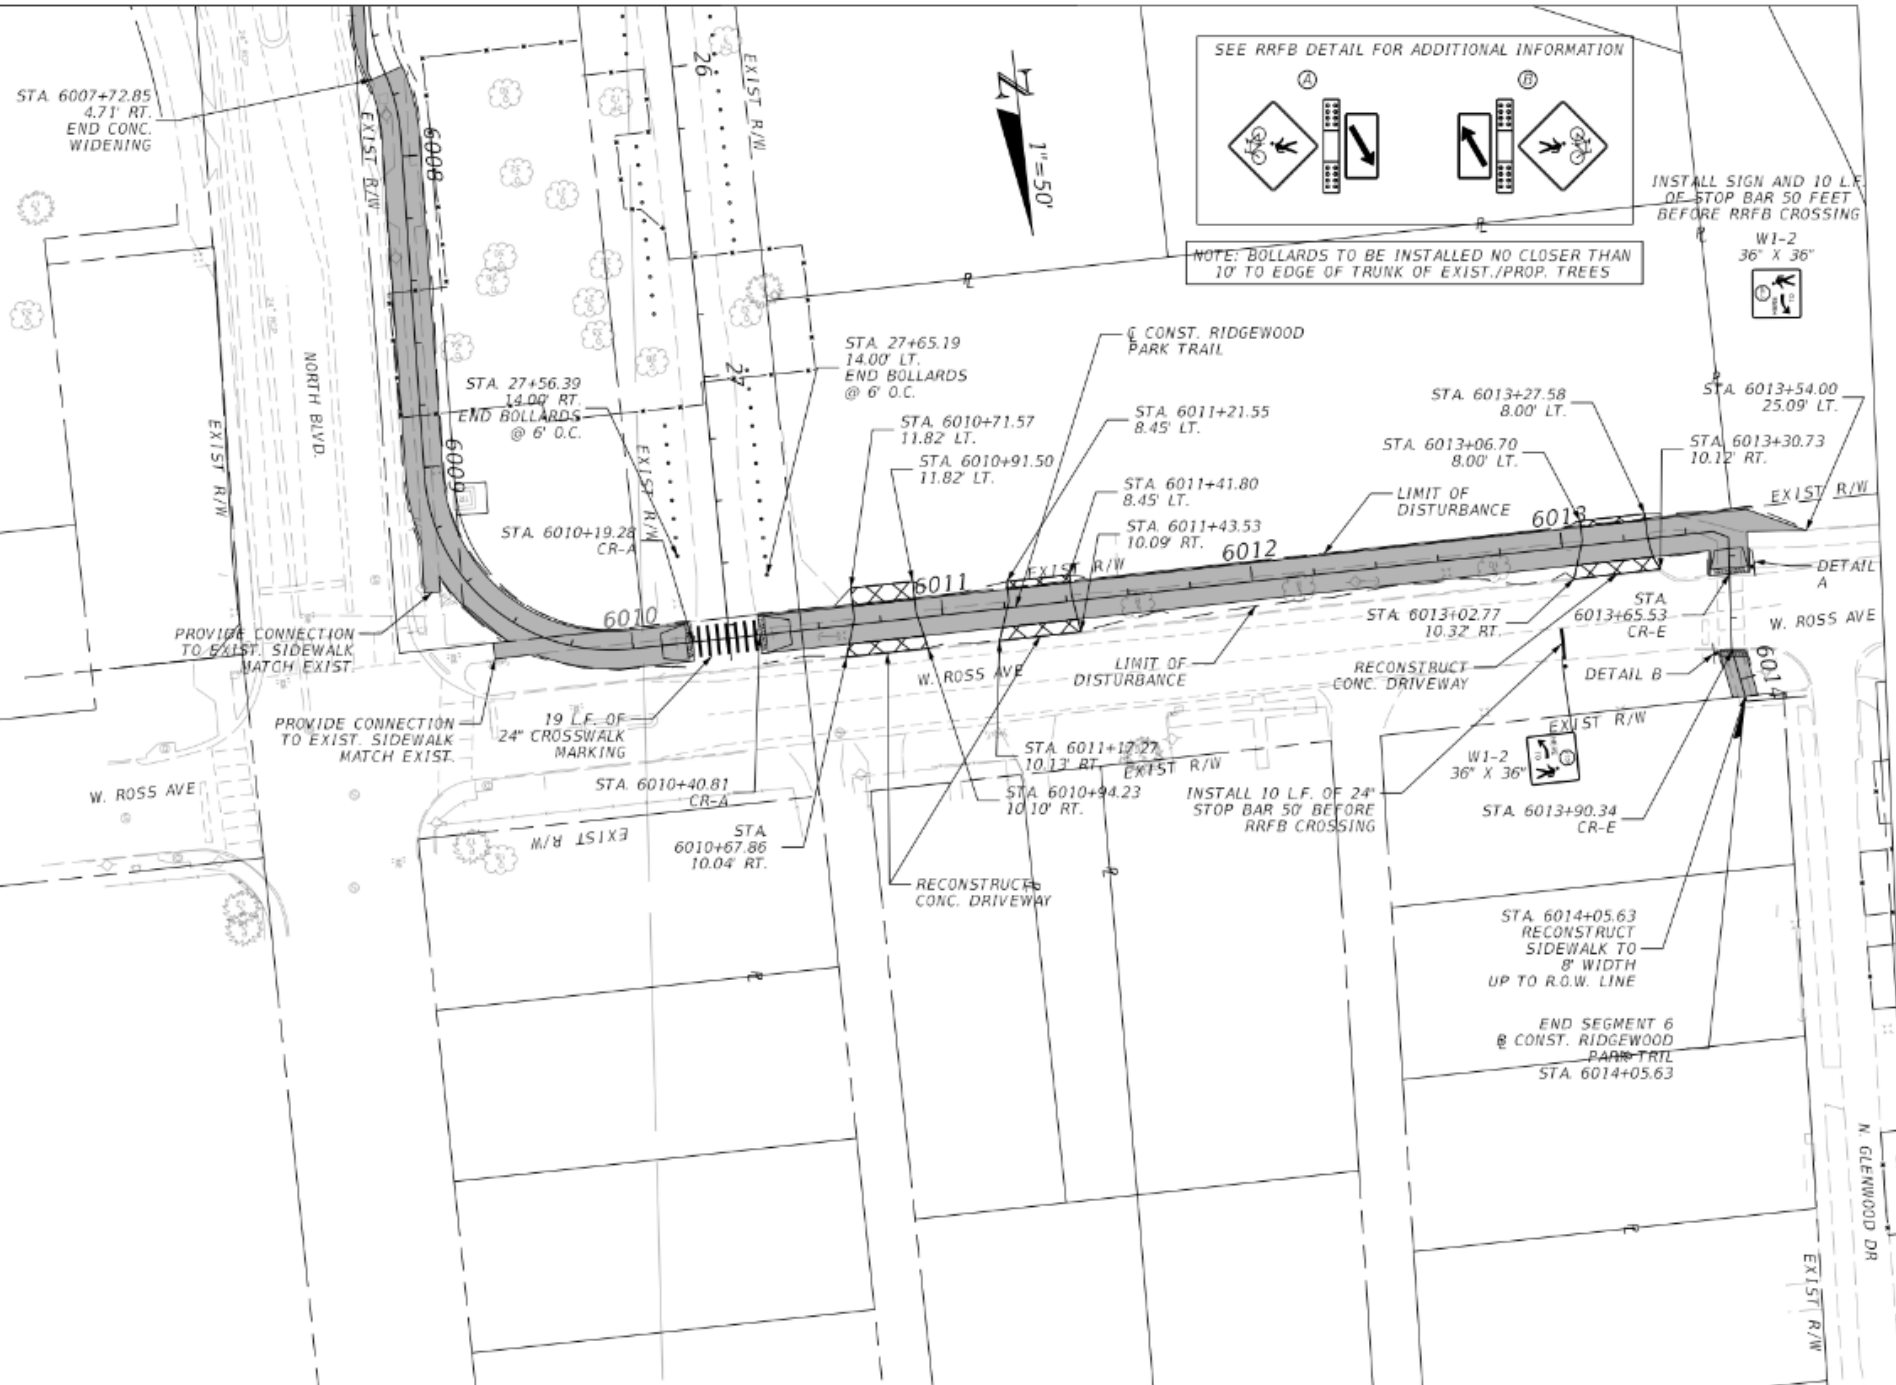 STA. 6007+72.85
4.71' RT.
END CONC.
WIDENING
EXIST R/W
6008
26
EXIST R/W
1"=50'
SEE RRFB DETAIL FOR ADDITIONAL INFORMATION
A
B
NOTE: BOLLARDS TO BE INSTALLED NO CLOSER THAN
10' TO EDGE OF TRUNK OF EXIST./PROP. TREES
INSTALL SIGN AND 10 L.F.
OF STOP BAR 50 FEET
BEFORE RRFB CROSSING
W1-2
36" X 36"
NORTH BLVD.
EXIST R/W
STA. 27+56.39
14.00' RT.
END BOLLARDS
@ 6' O.C.
27
STA. 27+65.19
14.00' LT.
END BOLLARDS
@ 6' O.C.
℄ CONST. RIDGEWOOD
PARK TRAIL
STA. 6010+71.57
11.82' LT.
STA. 6010+91.50
11.82' LT.
STA. 6011+21.55
8.45' LT.
STA. 6011+41.80
8.45' LT.
STA. 6011+43.53
10.09' RT.
STA. 6013+27.58
8.00' LT.
STA. 6013+06.70
8.00' LT.
STA. 6013+54.00
25.09' LT.
STA. 6013+30.73
10.12' RT.
LIMIT OF
DISTURBANCE
EXIST R/W
6009
EXIST R/W
STA. 6010+19.28
CR-A
6010
6011
EXIST R/W
6012
6013
DETAIL
A
STA.
6013+65.53
CR-E
W. ROSS AVE
STA. 6013+02.77
10.32' RT.
PROVIDE CONNECTION
TO EXIST. SIDEWALK
MATCH EXIST.
W. ROSS AVE
LIMIT OF
DISTURBANCE
RECONSTRUCT
CONC. DRIVEWAY
DETAIL B
6014
PROVIDE CONNECTION
TO EXIST. SIDEWALK
MATCH EXIST.
19 L.F. OF
24" CROSSWALK
MARKING
EXIST R/W
W1-2
36" X 36"
STA. 6011+17.27
10.13' RT.
EXIST R/W
W. ROSS AVE
STA. 6010+40.81
CR-A
STA. 6010+94.23
10.10' RT.
INSTALL 10 L.F. OF 24"
STOP BAR 50' BEFORE
RRFB CROSSING
STA. 6013+90.34
CR-E
EXIST R/W
STA.
6010+67.86
10.04' RT.
RECONSTRUCT
CONC. DRIVEWAY
STA. 6014+05.63
RECONSTRUCT
SIDEWALK TO
8' WIDTH
UP TO R.O.W. LINE
END SEGMENT 6
CONST. RIDGEWOOD
PARK TRIL
STA. 6014+05.63
N. GLENWOOD DR
EXIST R/W